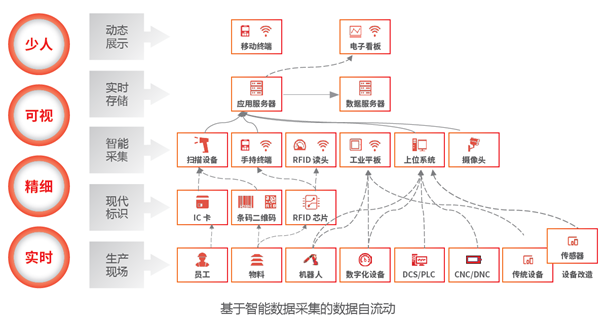 少人
可视
精细
实时
动态
展示
移动终端
电子看板
实时
存储
应用服务器
数据服务器
智能
采集
扫描设备
手持终端
RFID 读头
工业平板
上位系统
摄像头
现代
标识
IC 卡
条码二维码
RFID 芯片
生产
现场
员工
物料
机器人
数字化设备
DCS/PLC
CNC/DNC
传统设备
传感器
设备改造
基于智能数据采集的数据自流动